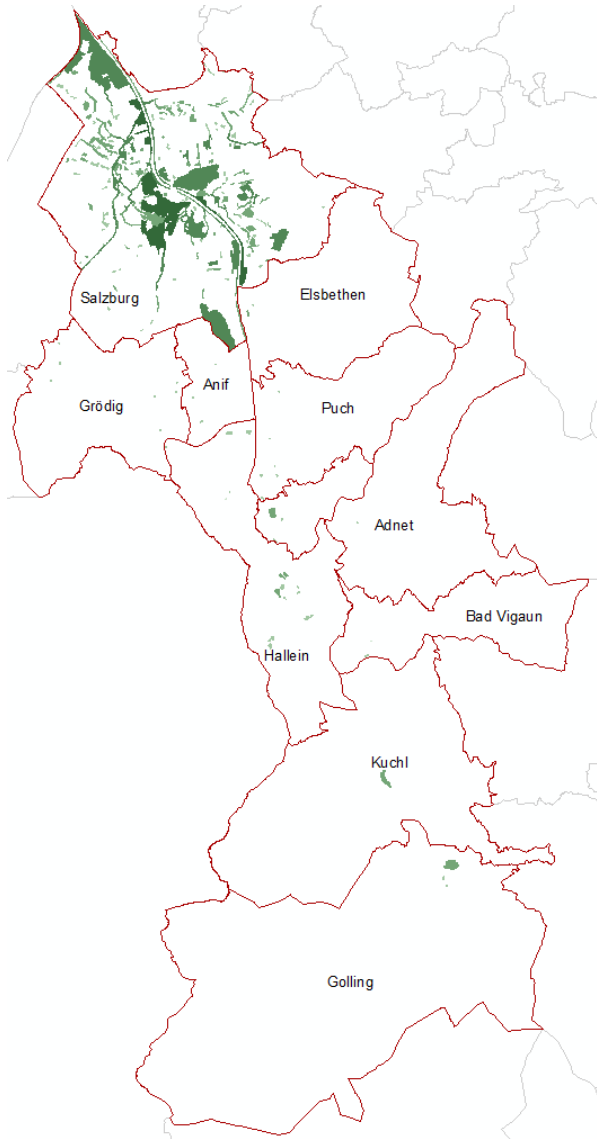 Salzburg
Elsbethen
Anif
Grödig
Puch
Adnet
Bad Vigaun
Hallein
Kuchl
Golling